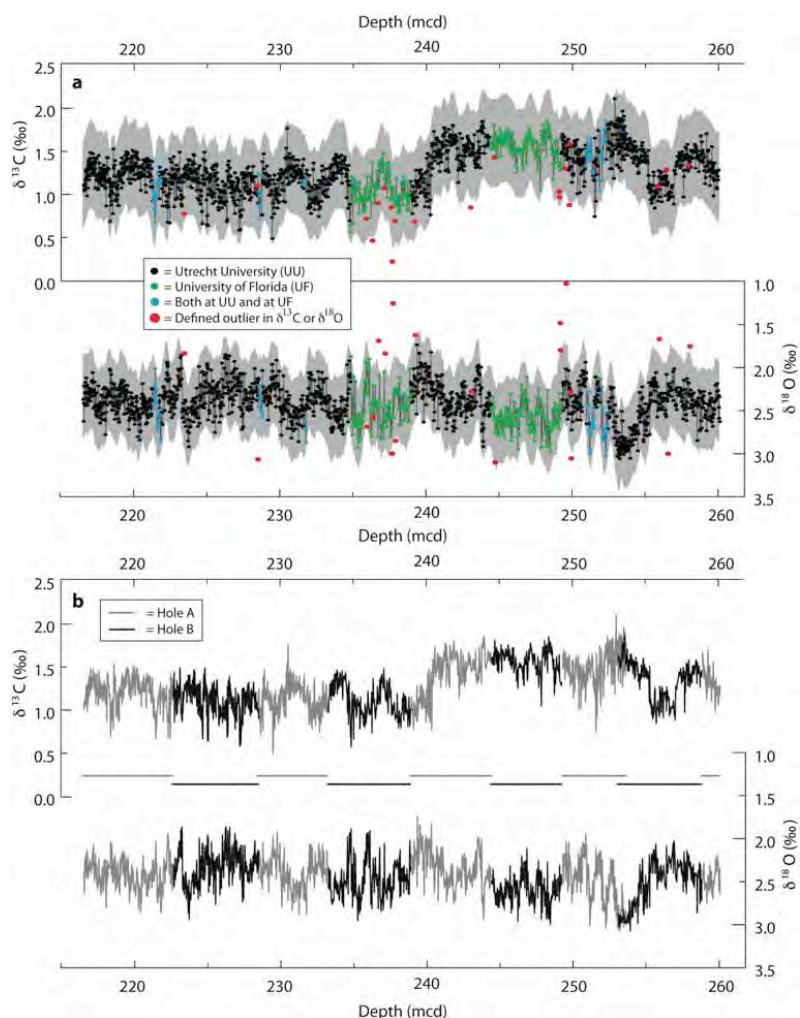 Depth (mcd)
220 230 240 250 260
a
2.5
2.0
1.5
1.0
0.5
0.0
δ¹³C (‰)
= Utrecht University (UU)
= University of Florida (UF)
= Both at UU and at UF
= Defined outlier in δ¹³C or δ¹⁸O
1.0
1.5
2.0
2.5
3.0
3.5
δ¹⁸O (‰)
220 230 240 250 260
Depth (mcd)
220 230 240 250 260
b
2.5
2.0
1.5
1.0
0.5
0.0
δ¹³C (‰)
= Hole A
= Hole B
1.0
1.5
2.0
2.5
3.0
3.5
δ¹⁸O (‰)
220 230 240 250 260
Depth (mcd)